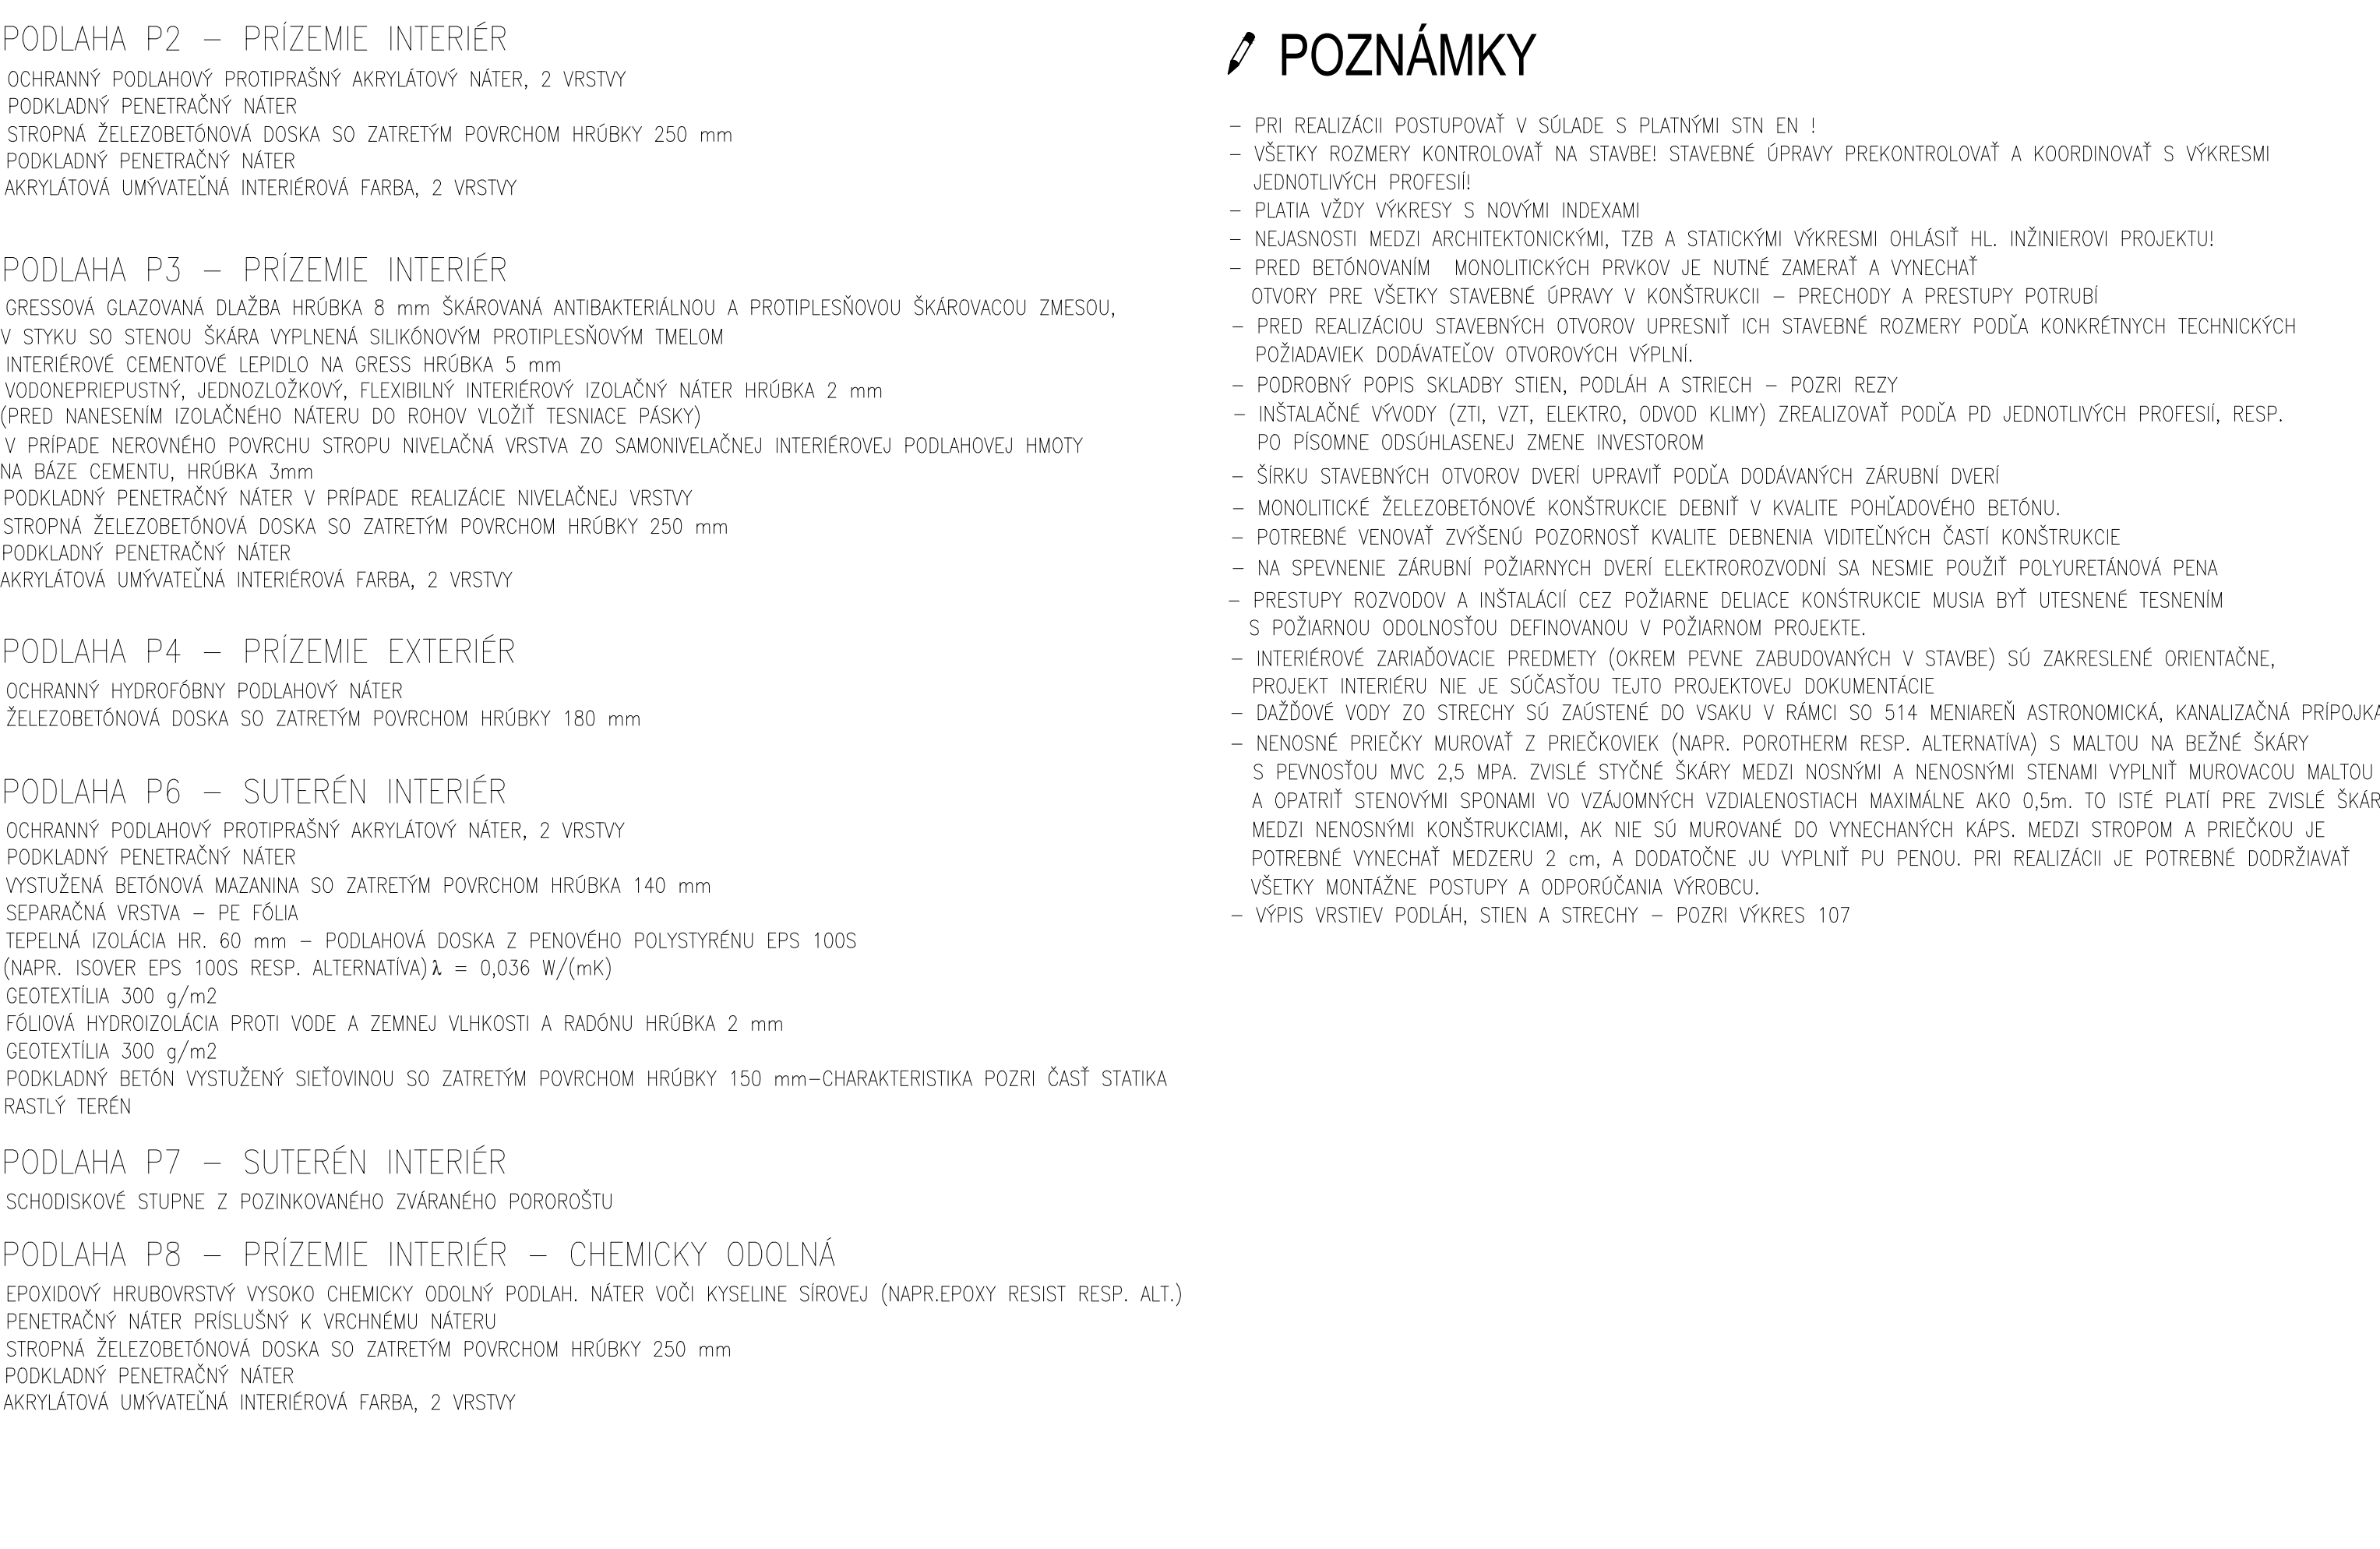 PODLAHA P2 – PRÍZEMIE INTERIÉR
OCHRANNÝ PODLAHOVÝ PROTIPRAŠNÝ AKRYLÁTOVÝ NÁTER, 2 VRSTVY
PODKLADNÝ PENETRAČNÝ NÁTER
STROPNÁ ŽELEZOBETÓNOVÁ DOSKA SO ZATRETÝM POVRCHOM HRÚBKY 250 mm
PODKLADNÝ PENETRAČNÝ NÁTER
AKRYLÁTOVÁ UMÝVATEĽNÁ INTERIÉROVÁ FARBA, 2 VRSTVY
PODLAHA P3 – PRÍZEMIE INTERIÉR
GRESSOVÁ GLAZOVANÁ DLAŽBA HRÚBKA 8 mm ŠKÁROVANÁ ANTIBAKTERIÁLNOU A PROTIPLESŇOVOU ŠKÁROVACOU ZMESOU,
V STYKU SO STENOU ŠKÁRA VYPLNENÁ SILIKÓNOVÝM PROTIPLESŇOVÝM TMELOM
INTERIÉROVÉ CEMENTOVÉ LEPIDLO NA GRESS HRÚBKA 5 mm
VODONEPRIEPUSTNÝ, JEDNOZLOŽKOVÝ, FLEXIBILNÝ INTERIÉROVÝ IZOLAČNÝ NÁTER HRÚBKA 2 mm
(PRED NANESENÍM IZOLAČNÉHO NÁTERU DO ROHOV VLOŽIŤ TESNIACE PÁSKY)
V PRÍPADE NEROVNÉHO POVRCHU STROPU NIVELAČNÁ VRSTVA ZO SAMONIVELAČNEJ INTERIÉROVEJ PODLAHOVEJ HMOTY
NA BÁZE CEMENTU, HRÚBKA 3mm
PODKLADNÝ PENETRAČNÝ NÁTER V PRÍPADE REALIZÁCIE NIVELAČNEJ VRSTVY
STROPNÁ ŽELEZOBETÓNOVÁ DOSKA SO ZATRETÝM POVRCHOM HRÚBKY 250 mm
PODKLADNÝ PENETRAČNÝ NÁTER
AKRYLÁTOVÁ UMÝVATEĽNÁ INTERIÉROVÁ FARBA, 2 VRSTVY
PODLAHA P4 – PRÍZEMIE EXTERIÉR
OCHRANNÝ HYDROFÓBNY PODLAHOVÝ NÁTER
ŽELEZOBETÓNOVÁ DOSKA SO ZATRETÝM POVRCHOM HRÚBKY 180 mm
PODLAHA P6 – SUTERÉN INTERIÉR
OCHRANNÝ PODLAHOVÝ PROTIPRAŠNÝ AKRYLÁTOVÝ NÁTER, 2 VRSTVY
PODKLADNÝ PENETRAČNÝ NÁTER
VYSTUŽENÁ BETÓNOVÁ MAZANINA SO ZATRETÝM POVRCHOM HRÚBKA 140 mm
SEPARAČNÁ VRSTVA – PE FÓLIA
TEPELNÁ IZOLÁCIA HR. 60 mm – PODLAHOVÁ DOSKA Z PENOVÉHO POLYSTYRÉNU EPS 100S
(NAPR. ISOVER EPS 100S RESP. ALTERNATÍVA) λ = 0,036 W/(mK)
GEOTEXTÍLIA 300 g/m2
FÓLIOVÁ HYDROIZOLÁCIA PROTI VODE A ZEMNEJ VLHKOSTI A RADÓNU HRÚBKA 2 mm
GEOTEXTÍLIA 300 g/m2
PODKLADNÝ BETÓN VYSTUŽENÝ SIEŤOVINOU SO ZATRETÝM POVRCHOM HRÚBKY 150 mm–CHARAKTERISTIKA POZRI ČASŤ STATIKA
RASTLÝ TERÉN
PODLAHA P7 – SUTERÉN INTERIÉR
SCHODISKOVÉ STUPNE Z POZINKOVANÉHO ZVÁRANÉHO POROROŠTU
PODLAHA P8 – PRÍZEMIE INTERIÉR – CHEMICKY ODOLNÁ
EPOXIDOVÝ HRUBOVRSTVÝ VYSOKO CHEMICKY ODOLNÝ PODLAH. NÁTER VOČI KYSELINE SÍROVEJ (NAPR.EPOXY RESIST RESP. ALT.)
PENETRAČNÝ NÁTER PRÍSLUŠNÝ K VRCHNÉMU NÁTERU
STROPNÁ ŽELEZOBETÓNOVÁ DOSKA SO ZATRETÝM POVRCHOM HRÚBKY 250 mm
PODKLADNÝ PENETRAČNÝ NÁTER
AKRYLÁTOVÁ UMÝVATEĽNÁ INTERIÉROVÁ FARBA, 2 VRSTVY
POZNÁMKY
– PRI REALIZÁCII POSTUPOVAŤ V SÚLADE S PLATNÝMI STN EN !
– VŠETKY ROZMERY KONTROLOVAŤ NA STAVBE! STAVEBNÉ ÚPRAVY PREKONTROLOVAŤ A KOORDINOVAŤ S VÝKRESMI
JEDNOTLIVÝCH PROFESIÍ!
– PLATIA VŽDY VÝKRESY S NOVÝMI INDEXAMI
– NEJASNOSTI MEDZI ARCHITEKTONICKÝMI, TZB A STATICKÝMI VÝKRESMI OHLÁSIŤ HL. INŽINIEROVI PROJEKTU!
– PRED BETÓNOVANÍM MONOLITICKÝCH PRVKOV JE NUTNÉ ZAMERAŤ A VYNECHAŤ
OTVORY PRE VŠETKY STAVEBNÉ ÚPRAVY V KONŠTRUKCII – PRECHODY A PRESTUPY POTRUBÍ
– PRED REALIZÁCIOU STAVEBNÝCH OTVOROV UPRESNIŤ ICH STAVEBNÉ ROZMERY PODĽA KONKRÉTNYCH TECHNICKÝCH
POŽIADAVIEK DODÁVATEĽOV OTVOROVÝCH VÝPLNÍ.
– PODROBNÝ POPIS SKLADBY STIEN, PODLÁH A STRIECH – POZRI REZY
– INŠTALAČNÉ VÝVODY (ZTI, VZT, ELEKTRO, ODVOD KLIMY) ZREALIZOVAŤ PODĽA PD JEDNOTLIVÝCH PROFESIÍ, RESP.
PO PÍSOMNE ODSÚHLASENEJ ZMENE INVESTOROM
– ŠÍRKU STAVEBNÝCH OTVOROV DVERÍ UPRAVIŤ PODĽA DODÁVANÝCH ZÁRUBNÍ DVERÍ
– MONOLITICKÉ ŽELEZOBETÓNOVÉ KONŠTRUKCIE DEBNIŤ V KVALITE POHĽADOVÉHO BETÓNU.
– POTREBNÉ VENOVAŤ ZVÝŠENÚ POZORNOSŤ KVALITE DEBNENIA VIDITEĽNÝCH ČASTÍ KONŠTRUKCIE
– NA SPEVNENIE ZÁRUBNÍ POŽIARNYCH DVERÍ ELEKTROROZVODNÍ SA NESMIE POUŽIŤ POLYURETÁNOVÁ PENA
– PRESTUPY ROZVODOV A INŠTALÁCIÍ CEZ POŽIARNE DELIACE KONŚTRUKCIE MUSIA BYŤ UTESNENÉ TESNENÍM
S POŽIARNOU ODOLNOSŤOU DEFINOVANOU V POŽIARNOM PROJEKTE.
– INTERIÉROVÉ ZARIAĎOVACIE PREDMETY (OKREM PEVNE ZABUDOVANÝCH V STAVBE) SÚ ZAKRESLENÉ ORIENTAČNE,
PROJEKT INTERIÉRU NIE JE SÚČASŤOU TEJTO PROJEKTOVEJ DOKUMENTÁCIE
– DAŽĎOVÉ VODY ZO STRECHY SÚ ZAÚSTENÉ DO VSAKU V RÁMCI SO 514 MENIAREŇ ASTRONOMICKÁ, KANALIZAČNÁ PRÍPOJKA
– NENOSNÉ PRIEČKY MUROVAŤ Z PRIEČKOVIEK (NAPR. POROTHERM RESP. ALTERNATÍVA) S MALTOU NA BEŽNÉ ŠKÁRY
S PEVNOSŤOU MVC 2,5 MPA. ZVISLÉ STYČNÉ ŠKÁRY MEDZI NOSNÝMI A NENOSNÝMI STENAMI VYPLNIŤ MUROVACOU MALTOU
A OPATRIŤ STENOVÝMI SPONAMI VO VZÁJOMNÝCH VZDIALENOSTIACH MAXIMÁLNE AKO 0,5m. TO ISTÉ PLATÍ PRE ZVISLÉ ŠKÁR
MEDZI NENOSNÝMI KONŠTRUKCIAMI, AK NIE SÚ MUROVANÉ DO VYNECHANÝCH KÁPS. MEDZI STROPOM A PRIEČKOU JE
POTREBNÉ VYNECHAŤ MEDZERU 2 cm, A DODATOČNE JU VYPLNIŤ PU PENOU. PRI REALIZÁCII JE POTREBNÉ DODRŽIAVAŤ
VŠETKY MONTÁŽNE POSTUPY A ODPORÚČANIA VÝROBCU.
– VÝPIS VRSTIEV PODLÁH, STIEN A STRECHY – POZRI VÝKRES 107